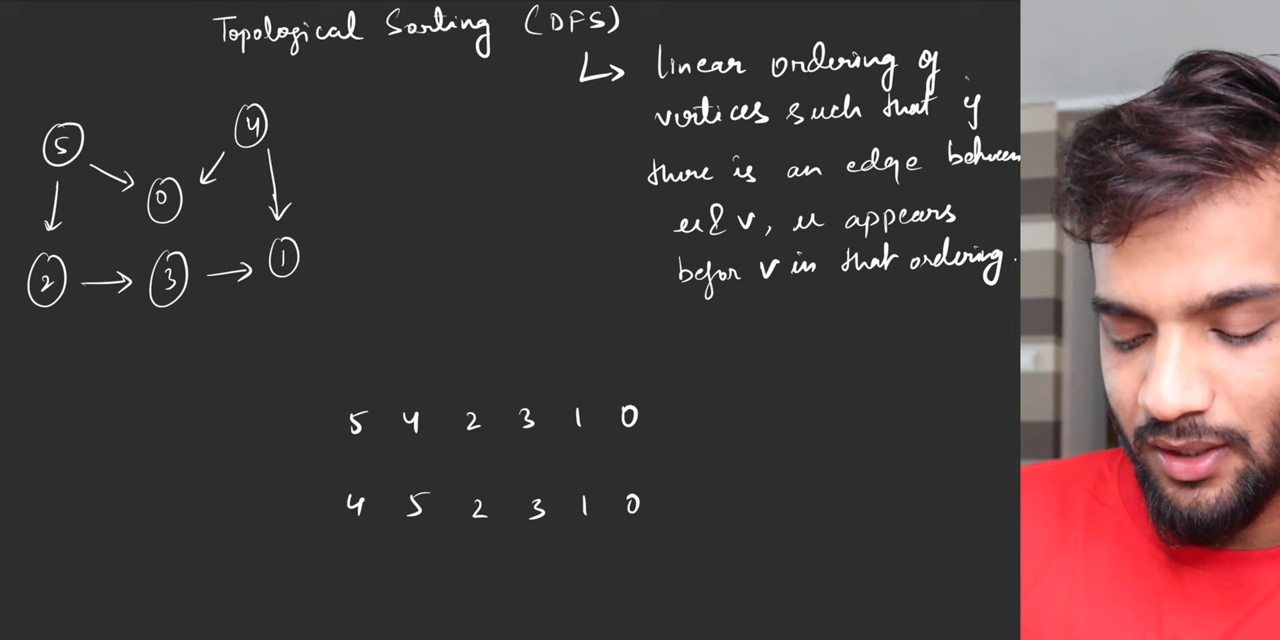 Topological Sorting (DFS)
linear ordering of
vertices such that if
there is an edge between
u & v, u appears
befor v in that ordering.
5 4
0
2 3 1
5 4 2 3 1 0
4 5 2 3 1 0